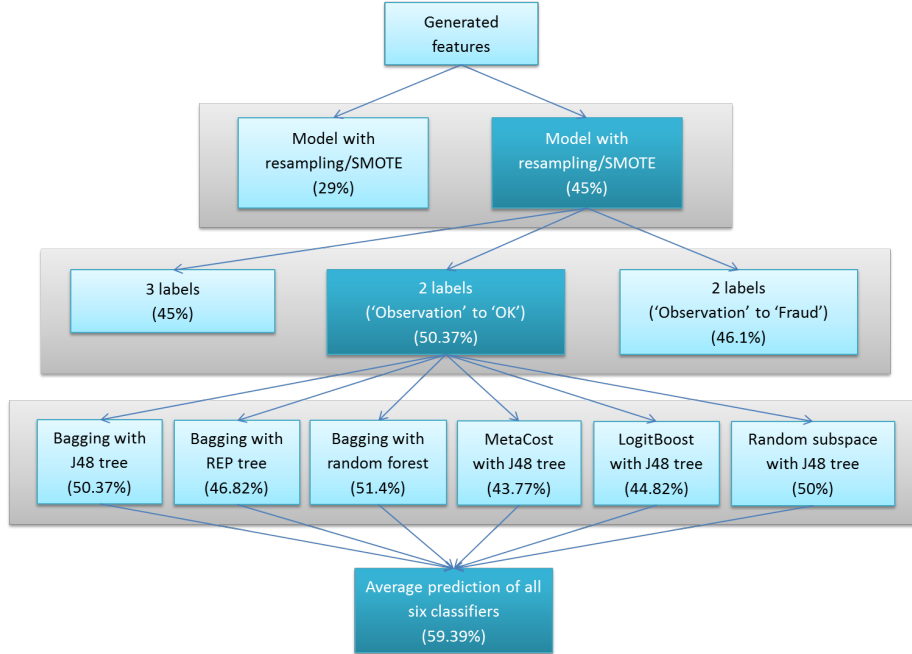 Generated
features
Model with
resampling/SMOTE
(29%)
Model with
resampling/SMOTE
(45%)
3 labels
(45%)
2 labels
(‘Observation’ to ‘OK’)
(50.37%)
2 labels
(‘Observation’ to ‘Fraud’)
(46.1%)
Bagging with
J48 tree
(50.37%)
Bagging with
REP tree
(46.82%)
Bagging with
random forest
(51.4%)
MetaCost
with J48 tree
(43.77%)
LogitBoost
with J48 tree
(44.82%)
Random subspace
with J48 tree
(50%)
Average prediction of all
six classifiers
(59.39%)